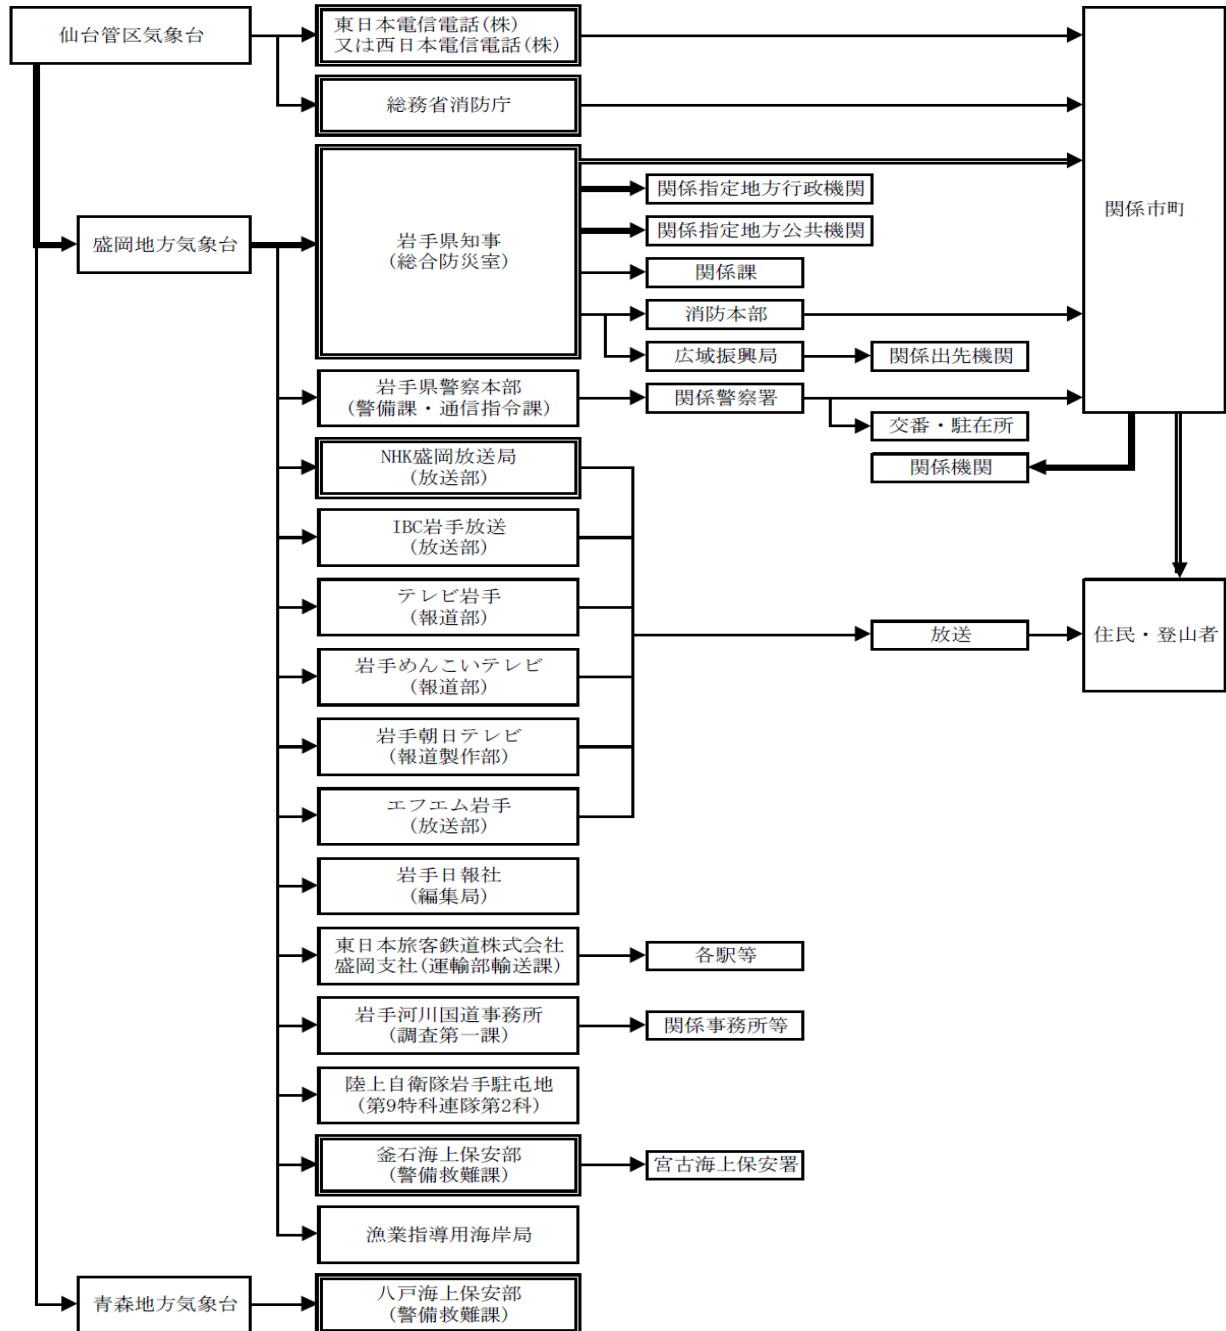 仙台管区気象台
東日本電信電話(株)
又は西日本電信電話(株)
総務省消防庁
関係市町
盛岡地方気象台
岩手県知事
(総合防災室)
関係指定地方行政機関
関係指定地方公共機関
関係課
消防本部
広域振興局
関係出先機関
岩手県警察本部
(警備課・通信指令課)
関係警察署
交番・駐在所
関係機関
NHK盛岡放送局
(放送部)
IBC岩手放送
(放送部)
テレビ岩手
(報道部)
放送
住民・登山者
岩手めんこいテレビ
(報道部)
岩手朝日テレビ
(報道製作部)
エフエム岩手
(放送部)
岩手日報社
(編集局)
東日本旅客鉄道株式会社
盛岡支社(運輸部輸送課)
各駅等
岩手河川国道事務所
(調査第一課)
関係事務所等
陸上自衛隊岩手駐屯地
(第9特科連隊第2科)
釜石海上保安部
(警備救難課)
宮古海上保安署
漁業指導用海岸局
青森地方気象台
八戸海上保安部
(警備救難課)